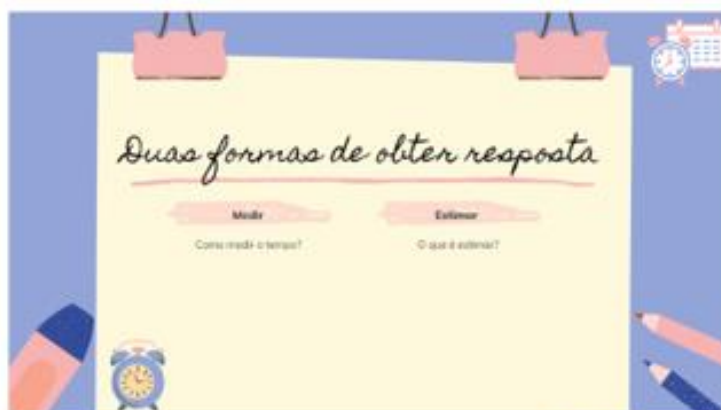 Duas formas de obter resposta
Medir
Estimar
Como medir o tempo?
O que é estimar?